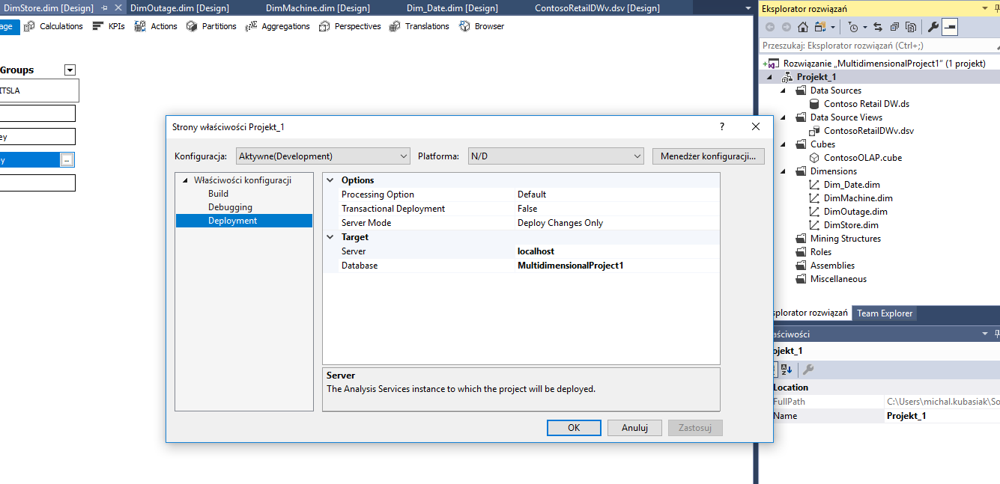 DimStore.dim [Design] DimOutage.dim [Design] DimMachine.dim [Design] Dim_Date.dim [Design] ContosoRetailDWv.dsv [Design]
age Calculations KPIs Actions Partitions Aggregations Perspectives Translations Browser
Groups
ITSLA
ey
y ...
Strony właściwości Projekt_1 ?
Konfiguracja: Aktywne(Development) Platforma: N/D Menedżer konfiguracji...
Właściwości konfiguracji
Build
Debugging
Deployment
Options
Processing Option Default
Transactional Deployment False
Server Mode Deploy Changes Only
Target
Server localhost
Database MultidimensionalProject1
Server
The Analysis Services instance to which the project will be deployed.
OK Anuluj Zastosuj
Eksplorator rozwiązań
Przeszukaj: Eksplorator rozwiązań (Ctrl+;)
Rozwiązanie „MultidimensionalProject1” (1 projekt)
Projekt_1
Data Sources
Contoso Retail DW.ds
Data Source Views
ContosoRetailDWv.dsv
Cubes
ContosoOLAP.cube
Dimensions
Dim_Date.dim
DimMachine.dim
DimOutage.dim
DimStore.dim
Mining Structures
Roles
Assemblies
Miscellaneous
splorator rozwiązań Team Explorer
aściwości
ojekt_1
Location
FullPath C:\Users\michal.kubasiak\So
Name Projekt_1